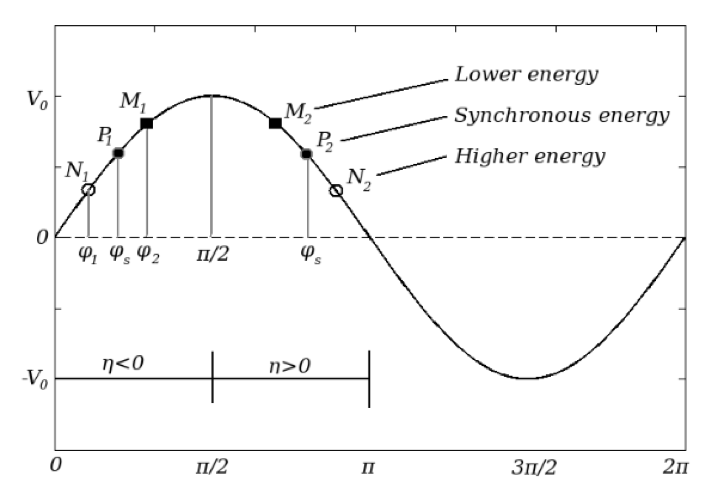 Lower energy
V₀ M₁ M₂
Synchronous energy
P₁ P₂
Higher energy
N₁ N₂
0
φ₁ φₛ φ₂ π/2 φₛ
η<0 η>0
-V₀
0 π/2 π 3π/2 2π